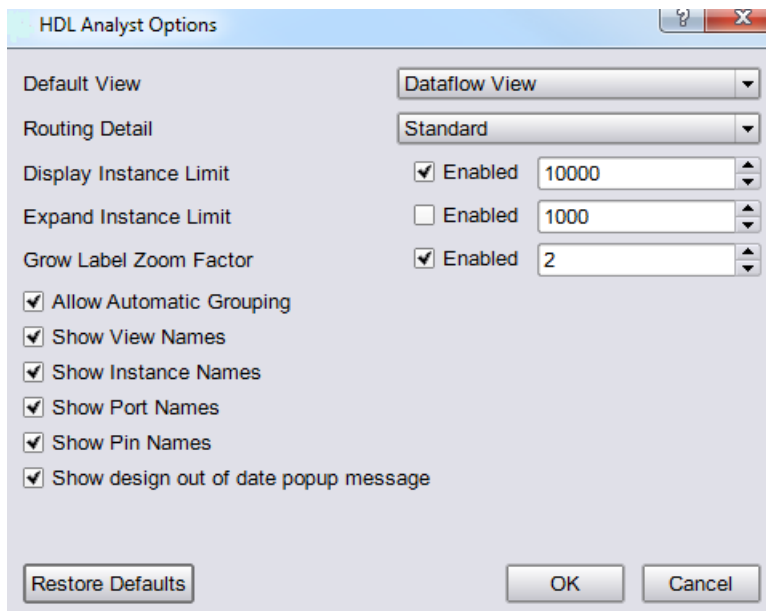 HDL Analyst Options
?
X
Default View Dataflow View
Routing Detail Standard
Display Instance Limit Enabled 10000
Expand Instance Limit Enabled 1000
Grow Label Zoom Factor Enabled 2
Allow Automatic Grouping
Show View Names
Show Instance Names
Show Port Names
Show Pin Names
Show design out of date popup message
Restore Defaults OK Cancel